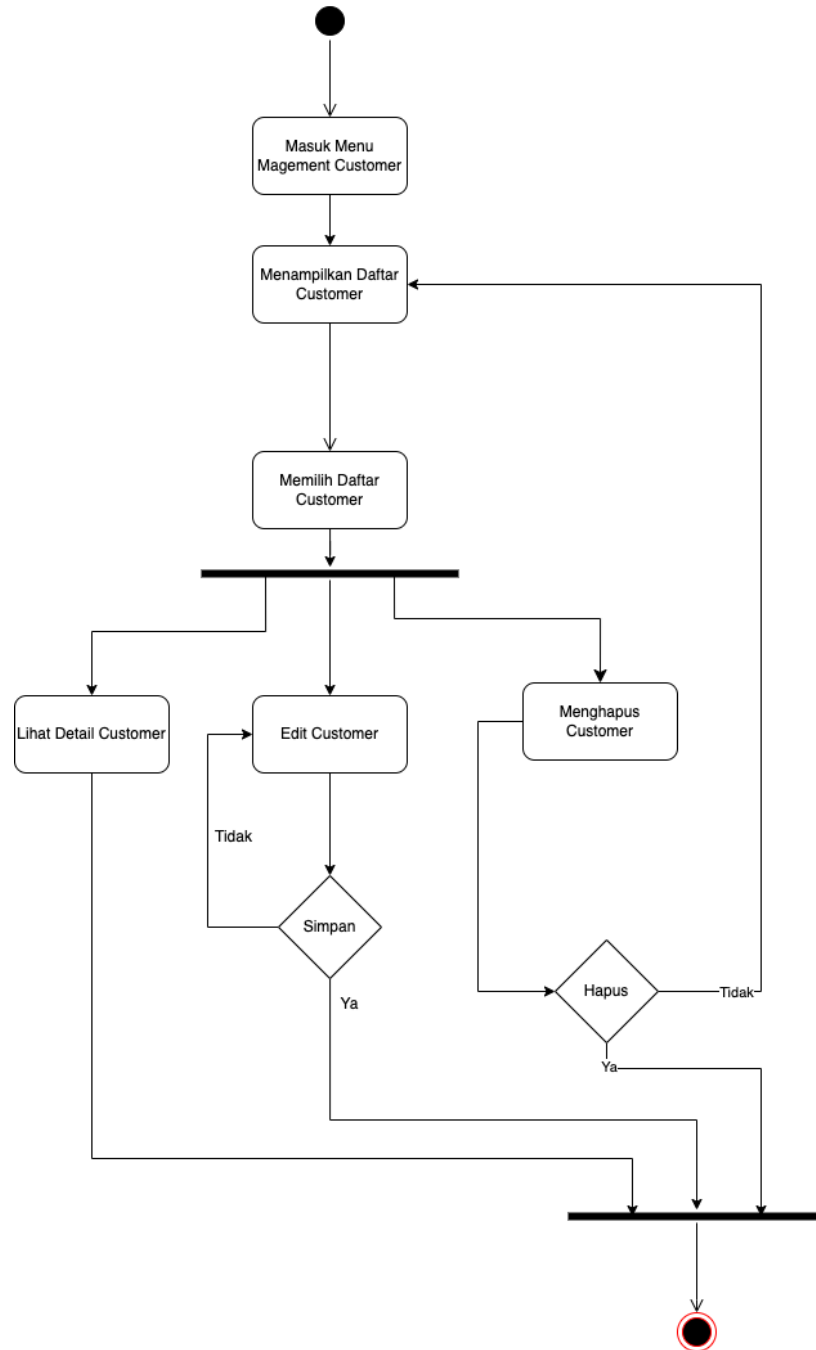 Masuk Menu
Magement Customer
Menampilkan Daftar
Customer
Memilih Daftar
Customer
Lihat Detail Customer
Edit Customer
Menghapus
Customer
Tidak
Simpan
Ya
Hapus
Tidak
Ya